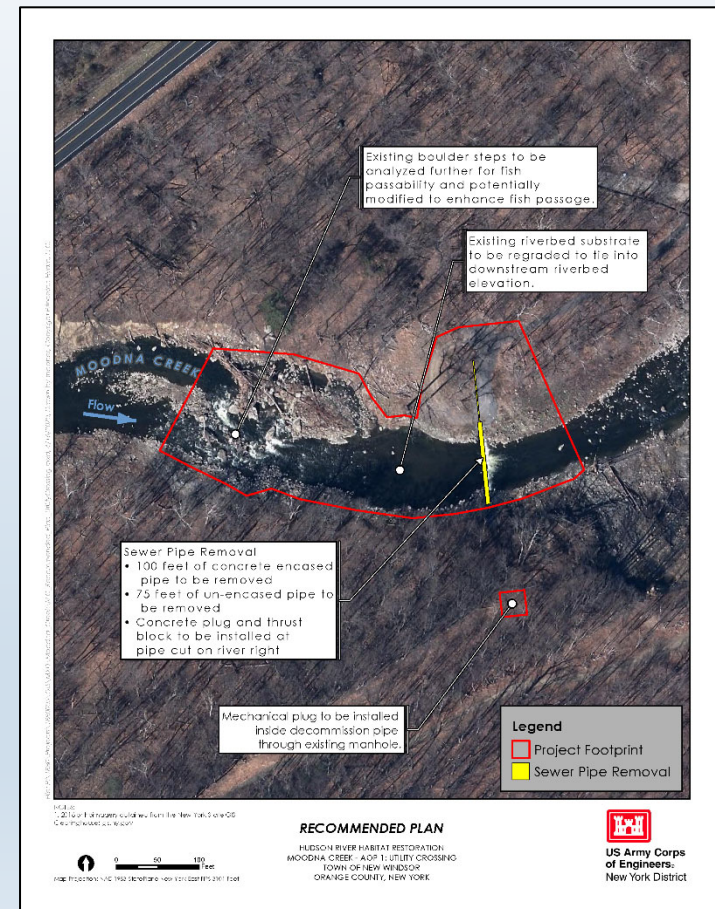 Existing boulder steps to be
analyzed further for fish
passability and potentially
modified to enhance fish passage.
Existing riverbed substrate
to be regraded to tie into
downstream riverbed
elevation.
MOODNA CREEK
Flow
Sewer Pipe Removal
• 100 feet of concrete encased
pipe to be removed
• 75 feet of un-encased pipe to
be removed
• Concrete plug and thrust
block to be installed at
pipe cut on river right
Mechanical plug to be installed
inside decommission pipe
through existing manhole.
Legend
Project Footprint
Sewer Pipe Removal
RECOMMENDED PLAN
HUDSON RIVER HABITAT RESTORATION
MOODNA CREEK - AOP 1: UTILITY CROSSING
TOWN OF NEW WINDSOR
ORANGE COUNTY, NEW YORK
0 50 100
Feet
US Army Corps
of Engineers
New York District